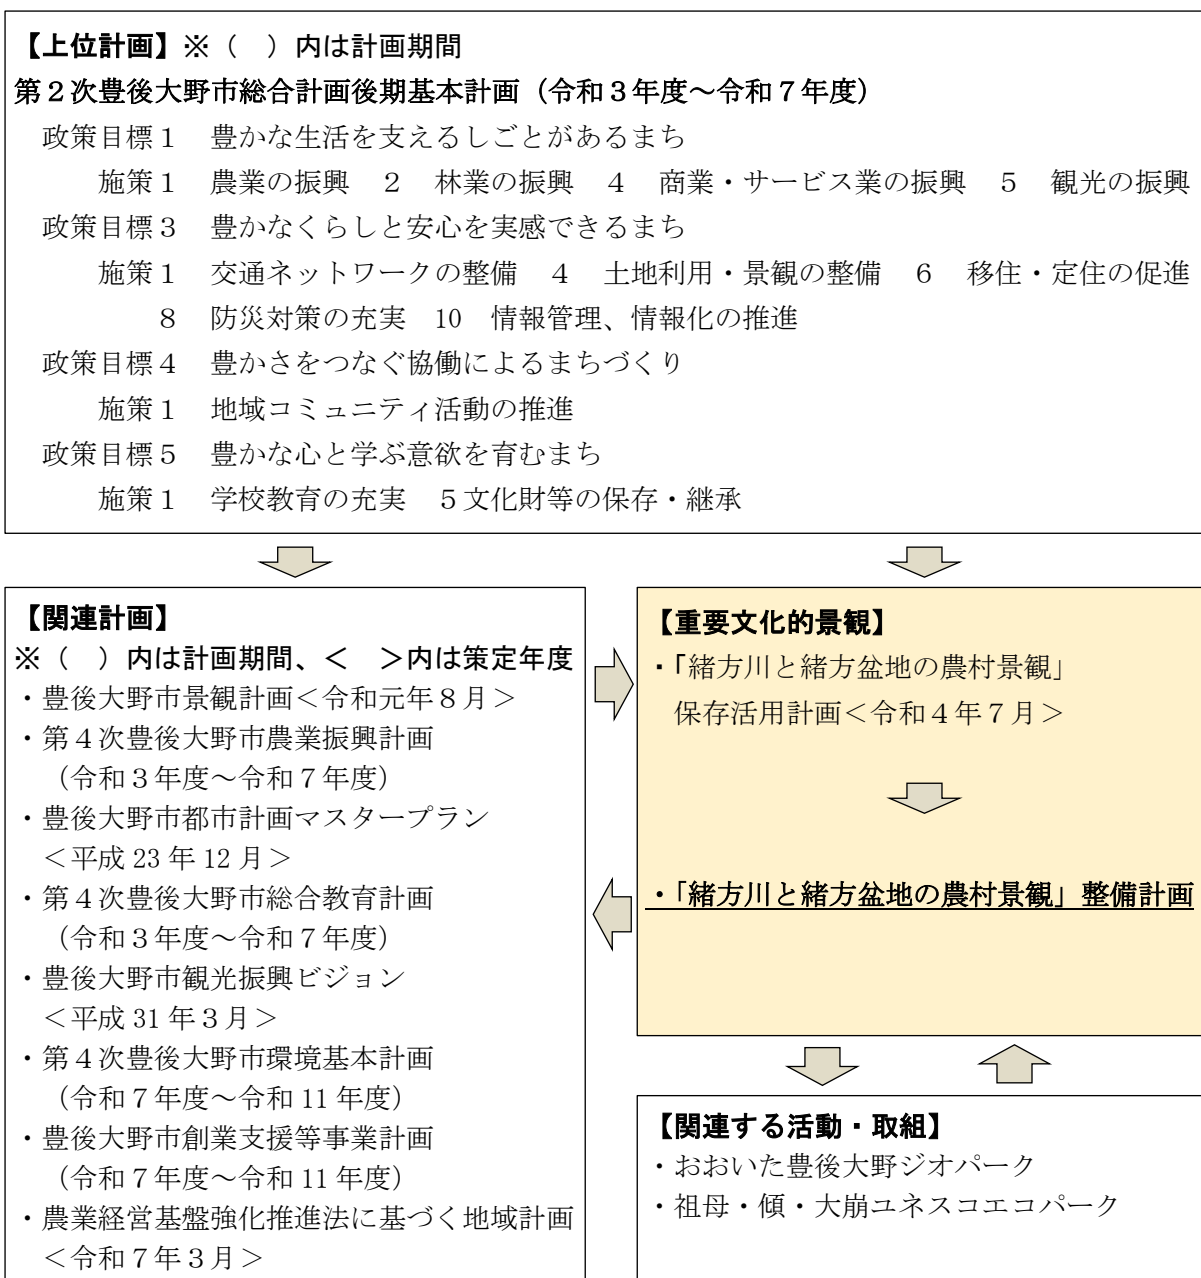 【上位計画】※（　）内は計画期間
第２次豊後大野市総合計画後期基本計画（令和３年度～令和７年度）
政策目標１　豊かな生活を支えるしごとがあるまち
施策１　農業の振興　２　林業の振興　４　商業・サービス業の振興　５　観光の振興
政策目標３　豊かなくらしと安心を実感できるまち
施策１　交通ネットワークの整備　４　土地利用・景観の整備　６　移住・定住の促進
８　防災対策の充実　10　情報管理、情報化の推進
政策目標４　豊かさをつなぐ協働によるまちづくり
施策１　地域コミュニティ活動の推進
政策目標５　豊かな心と学ぶ意欲を育むまち
施策１　学校教育の充実　５文化財等の保存・継承
【関連計画】
※（　）内は計画期間、＜　＞内は策定年度
・豊後大野市景観計画＜令和元年８月＞
・第４次豊後大野市農業振興計画
（令和３年度～令和７年度）
・豊後大野市都市計画マスタープラン
＜平成 23 年 12 月＞
・第４次豊後大野市総合教育計画
（令和３年度～令和７年度）
・豊後大野市観光振興ビジョン
＜平成 31 年３月＞
・第４次豊後大野市環境基本計画
（令和７年度～令和 11 年度）
・豊後大野市創業支援等事業計画
（令和７年度～令和 11 年度）
・農業経営基盤強化推進法に基づく地域計画
＜令和７年３月＞
【重要文化的景観】
・「緒方川と緒方盆地の農村景観」
保存活用計画＜令和４年７月＞
・「緒方川と緒方盆地の農村景観」整備計画
【関連する活動・取組】
・おおいた豊後大野ジオパーク
・祖母・傾・大崩ユネスコエコパーク